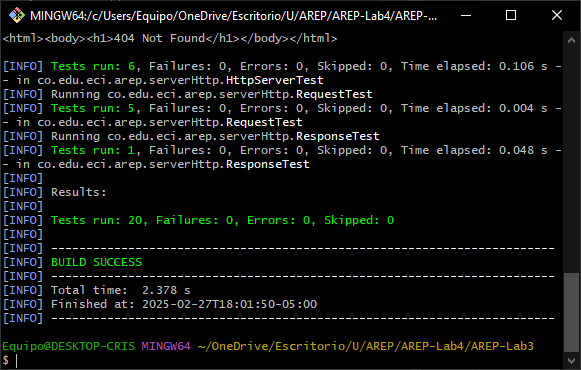 MINGW64:/c/Users/Equipo/OneDrive/Escritorio/U/AREP/AREP-Lab4/AREP-...
<html><body><h1>404 Not Found</h1></body></html>
[INFO] Tests run: 6, Failures: 0, Errors: 0, Skipped: 0, Time elapsed: 0.106 s -
- in co.edu.eci.arep.serverHttp.HttpServerTest
[INFO] Running co.edu.eci.arep.serverHttp.RequestTest
[INFO] Tests run: 5, Failures: 0, Errors: 0, Skipped: 0, Time elapsed: 0.004 s -
- in co.edu.eci.arep.serverHttp.RequestTest
[INFO] Running co.edu.eci.arep.serverHttp.ResponseTest
[INFO] Tests run: 1, Failures: 0, Errors: 0, Skipped: 0, Time elapsed: 0.048 s -
- in co.edu.eci.arep.serverHttp.ResponseTest
[INFO]
[INFO] Results:
[INFO]
[INFO] Tests run: 20, Failures: 0, Errors: 0, Skipped: 0
[INFO]
[INFO] ------------------------------------------------------------------------
[INFO] BUILD SUCCESS
[INFO] ------------------------------------------------------------------------
[INFO] Total time:  2.378 s
[INFO] Finished at: 2025-02-27T18:01:50-05:00
[INFO] ------------------------------------------------------------------------
Equipo@DESKTOP-CRIS MINGW64 ~/OneDrive/Escritorio/U/AREP/AREP-Lab4/AREP-Lab3
$